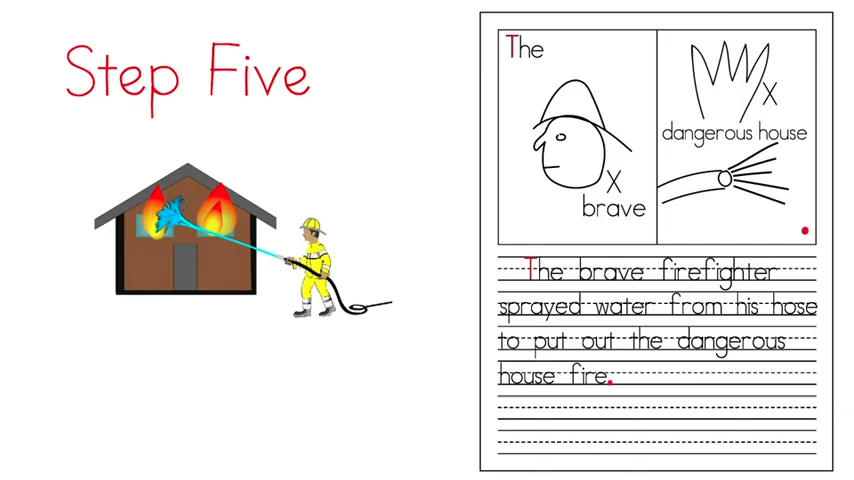 Step Five
The
x
brave
x
dangerous house
.
The brave firefighter
sprayed water from his hose
to put out the dangerous
house fire.